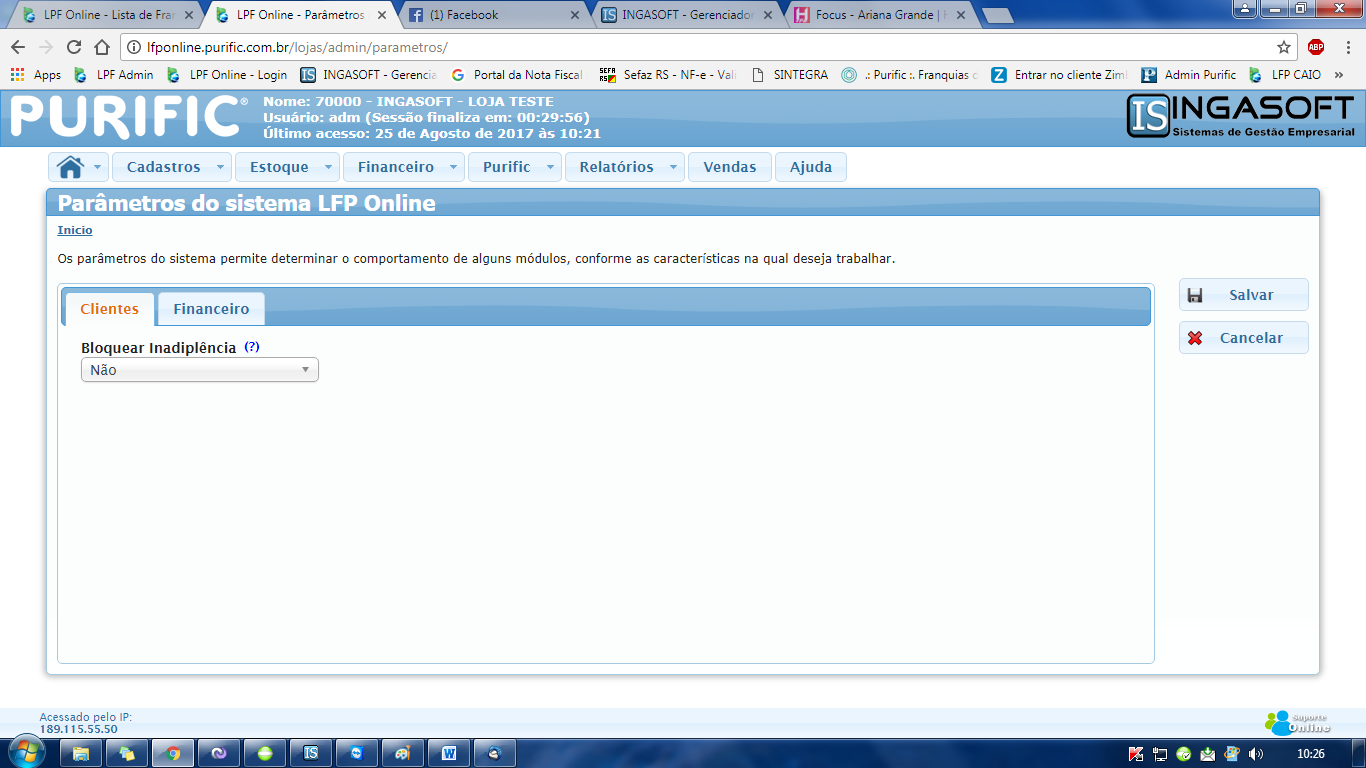 LPF Online - Lista de Fran
LPF Online - Parâmetros
(1) Facebook
INGASOFT - Gerenciador
Focus - Ariana Grande |
lfponline.purific.com.br/lojas/admin/parametros/
ABP
Apps
LPF Admin
LPF Online - Login
INGASOFT - Gerencia
Portal da Nota Fiscal
Sefaz RS - NF-e - Vali
SINTEGRA
.: Purific :. Franquias
Entrar no cliente Zim
Admin Purific
LFP CAIO
»
PURIFIC®
Nome: 70000 - INGASOFT - LOJA TESTE
Usuário: adm (Sessão finaliza em: 00:29:56)
Último acesso: 25 de Agosto de 2017 às 10:21
IS INGASOFT
Sistemas de Gestão Empresarial
Cadastros
Estoque
Financeiro
Purific
Relatórios
Vendas
Ajuda
Parâmetros do sistema LFP Online
Inicio
Os parâmetros do sistema permite determinar o comportamento de alguns módulos, conforme as características na qual deseja trabalhar.
Clientes
Financeiro
Salvar
Cancelar
Bloquear Inadiplência (?)
Não
Acessado pelo IP:
189.115.55.50
Suporte
Online
10:26